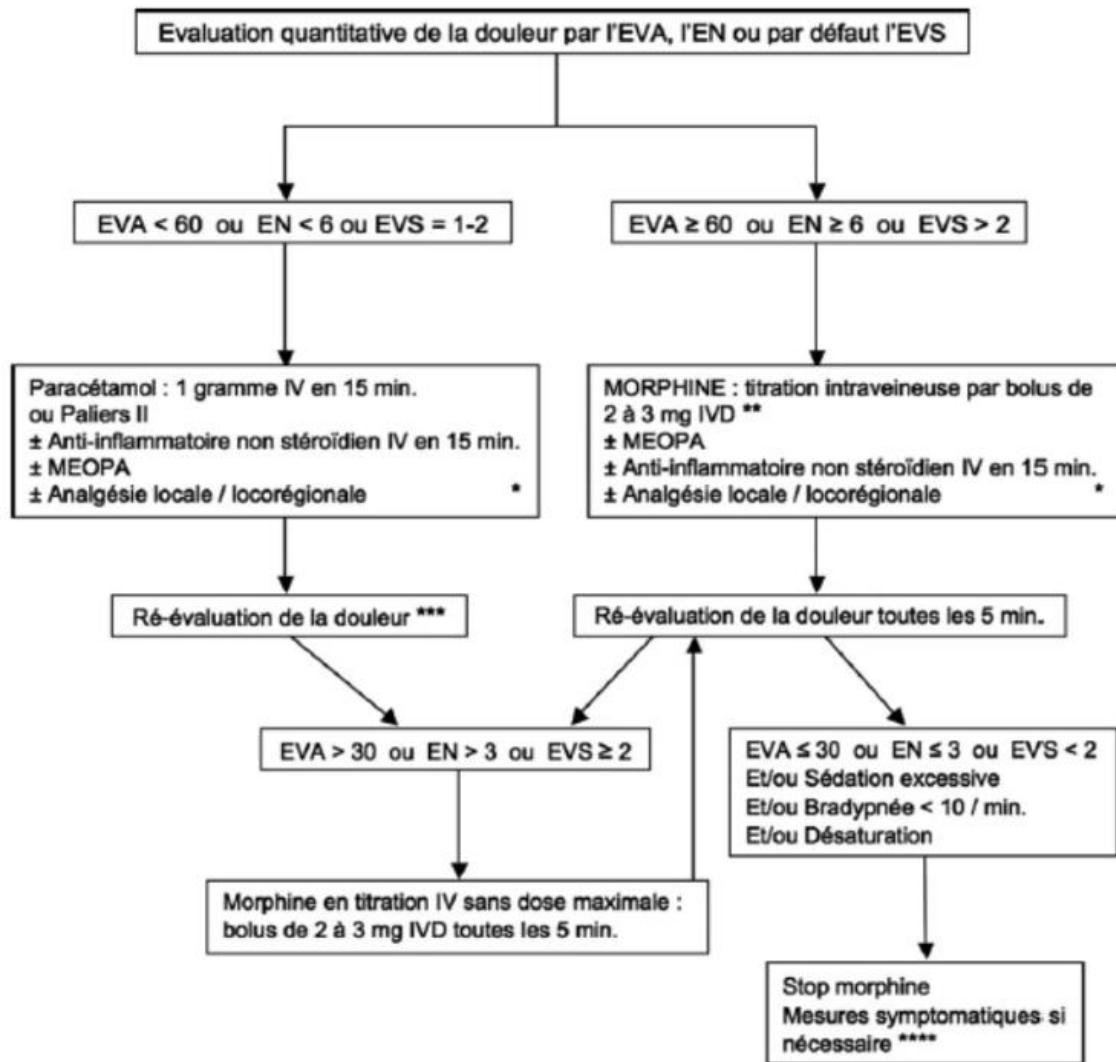 Evaluation quantitative de la douleur par l'EVA, l'EN ou par défaut l'EVS
EVA < 60 ou EN < 6 ou EVS = 1-2
EVA ≥ 60 ou EN ≥ 6 ou EVS > 2
Paracétamol : 1 gramme IV en 15 min.
ou Paliers II
± Anti-inflammatoire non stéroïdien IV en 15 min.
± MEOPA
± Analgésie locale / locorégionale *
MORPHINE : titration intraveineuse par bolus de
2 à 3 mg IVD **
± MEOPA
± Anti-inflammatoire non stéroïdien IV en 15 min.
± Analgésie locale / locorégionale *
Ré-évaluation de la douleur ***
Ré-évaluation de la douleur toutes les 5 min.
EVA > 30 ou EN > 3 ou EVS ≥ 2
EVA ≤ 30 ou EN ≤ 3 ou EVS < 2
Et/ou Sédation excessive
Et/ou Bradypnée < 10 / min.
Et/ou Désaturation
Morphine en titration IV sans dose maximale :
bolus de 2 à 3 mg IVD toutes les 5 min.
Stop morphine
Mesures symptomatiques si
nécessaire ****